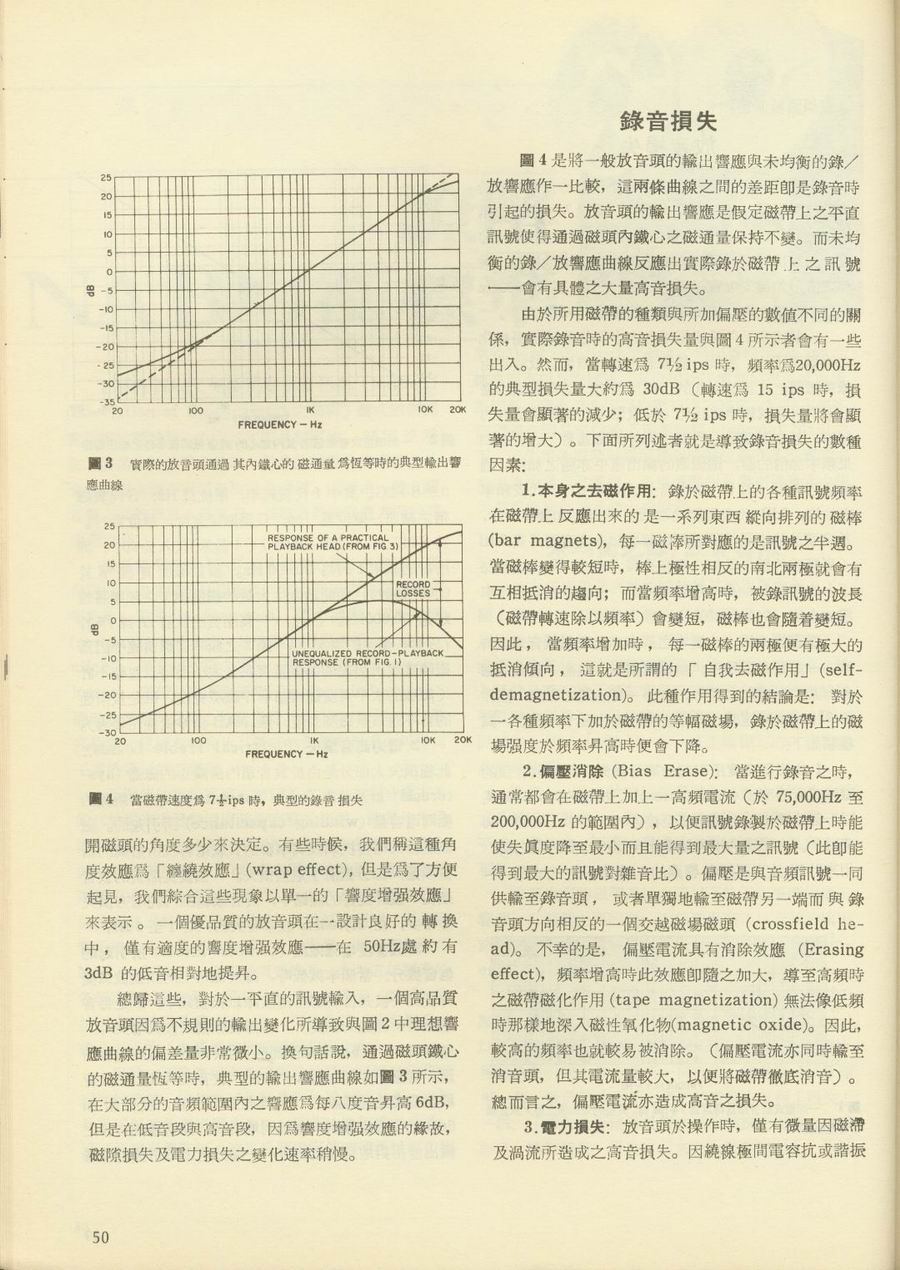 25
20
15
10
5
0
-5
-10
-15
-20
-25
-30
-35
dB
20 100 1K 10K 20K
FREQUENCY – Hz
圖3 實際的放音頭通過其內鐵心的磁通量爲恆等時的典型輸出響
應曲線
25
20
15
10
5
0
-5
-10
-15
-20
-25
-30
dB
RESPONSE OF A PRACTICAL
PLAYBACK HEAD (FROM FIG 3)
RECORD
LOSSES
UNEQUALIZED RECORD-PLAYBACK
RESPONSE (FROM FIG. 1)
20 100 1K 10K 20K
FREQUENCY – Hz
圖4 當磁帶速度爲 7½ips 時，典型的錄音損失
開磁頭的角度多少來決定。有些時候，我們稱這種角
度效應爲「纏繞效應」(wrap effect), 但是爲了方便
起見，我們綜合這些現象以單一的「響度增强效應」
來表示。一個優品質的放音頭在一設計良好的轉換
中，僅有適度的響度增强效應──在 50Hz處約有
3dB 的低音相對地提昇。
總歸這些，對於一平直的訊號輸入，一個高品質
放音頭因爲不規則的輸出變化所導致與圖2中理想響
應曲線的偏差量非常微小。換句話說，通過磁頭鐵心
的磁通量恆等時，典型的輸出響應曲線如圖3所示，
在大部分的音頻範圍內之響應爲每八度音昇高 6dB,
但是在低音段與高音段，因爲響度增强效應的緣故，
磁隙損失及電力損失之變化速率稍慢。
錄音損失
圖4是將一般放音頭的輸出響應與未均衡的錄／
放響應作一比較，這兩條曲線之間的差距卽是錄音時
引起的損失。放音頭的輸出響應是假定磁帶上之平直
訊號使得通過磁頭內鐵心之磁通量保持不變。而未均
衡的錄／放響應曲線反應出實際錄於磁帶上之訊號
──會有具體之大量高音損失。
由於所用磁帶的種類與所加偏壓的數值不同的關
係，實際錄音時的高音損失量與圖4所示者會有一些
出入。然而，當轉速爲 7½ ips 時，頻率爲20,000Hz
的典型損失量大約爲 30dB（轉速爲 15 ips 時，損
失量會顯著的減少；低於 7½ ips 時，損失量將會顯
著的增大）。下面所列述者就是導致錄音損失的數種
因素：
1.本身之去磁作用：錄於磁帶上的各種訊號頻率
在磁帶上反應出來的是一系列東西縱向排列的磁棒
(bar magnets)，每一磁棒所對應的是訊號之半週。
當磁棒變得較短時，棒上極性相反的南北兩極就會有
互相抵消的趨向；而當頻率增高時，被錄訊號的波長
（磁帶轉速除以頻率）會變短，磁棒也會隨着變短。
因此，當頻率增加時，每一磁棒的兩極便有極大的
抵消傾向，這就是所謂的「自我去磁作用」(self-
demagnetization)。此種作用得到的結論是：對於
一各種頻率下加於磁帶的等幅磁場，錄於磁帶上的磁
場强度於頻率昇高時便會下降。
2.偏壓消除 (Bias Erase)：當進行錄音之時，
通常都會在磁帶上加上一高頻電流（於 75,000Hz 至
200,000Hz 的範圍內），以便訊號錄製於磁帶上時能
使失眞度降至最小而且能得到最大量之訊號（此卽能
得到最大的訊號對雜音比）。偏壓是與音頻訊號一同
供輸至錄音頭，或者單獨地輸至磁帶另一端而與錄
音頭方向相反的一個交越磁場磁頭（crossfield he-
ad)。不幸的是，偏壓電流具有消除效應（Erasing
effect)，頻率增高時此效應卽隨之加大，導至高頻時
之磁帶磁化作用 (tape magnetization) 無法像低頻
時那樣地深入磁性氧化物(magnetic oxide)。因此，
較高的頻率也就較易被消除。（偏壓電流亦同時輸至
消音頭，但其電流量較大，以便將磁帶徹底消音）。
總而言之，偏壓電流亦造成高音之損失。
3.電力損失：放音頭於操作時，僅有微量因磁滯
及渦流所造成之高音損失。因繞線極間電容抗或諧振
50